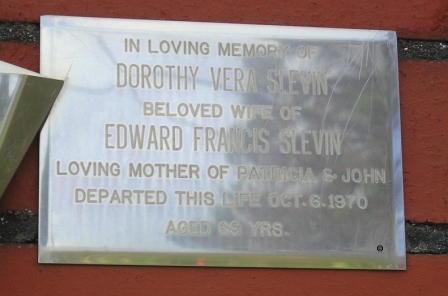 IN LOVING MEMORY OF
DOROTHY VERA SLEVIN
BELOVED WIFE OF
EDWARD FRANCIS SLEVIN
LOVING MOTHER OF PATRICIA & JOHN
DEPARTED THIS LIFE OCT. 6. 1970
AGED 69 YRS.